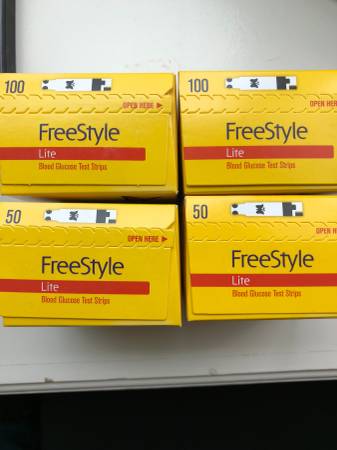 100
OPEN HERE
FreeStyle
Lite
Blood Glucose Test Strips
100
OPEN HERE
FreeStyle
Lite
Blood Glucose Test Strips
50
OPEN HERE
FreeStyle
Lite
Blood Glucose Test Strips
50
OPEN H
FreeStyle
Lite
Blood Glucose Test Strips